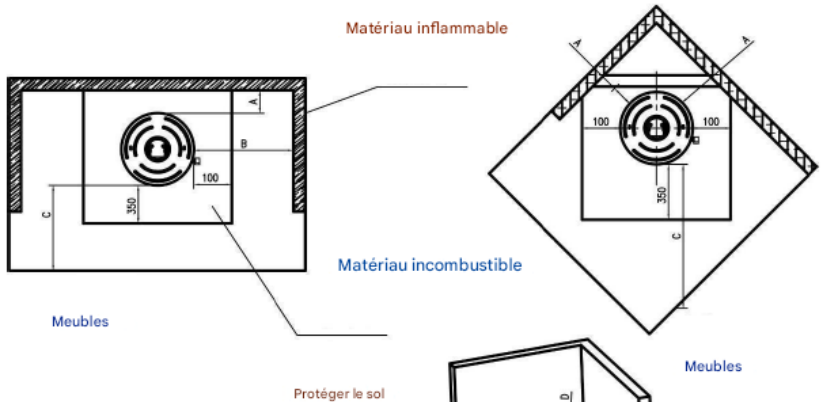 Matériau inflammable
A
B
100
350
C
A
A
100
100
350
C
Matériau incombustible
Meubles
Meubles
Protéger le sol
D